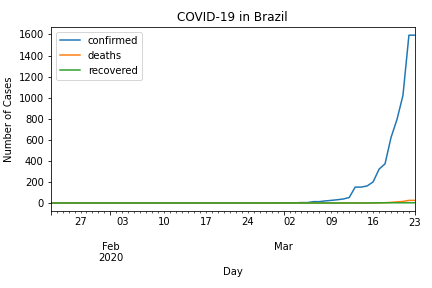 COVID-19 in Brazil
confirmed
deaths
recovered
Number of Cases
1600
1400
1200
1000
800
600
400
200
0
27 03 10 17 24 02 09 16 23
Feb Mar
2020
Day